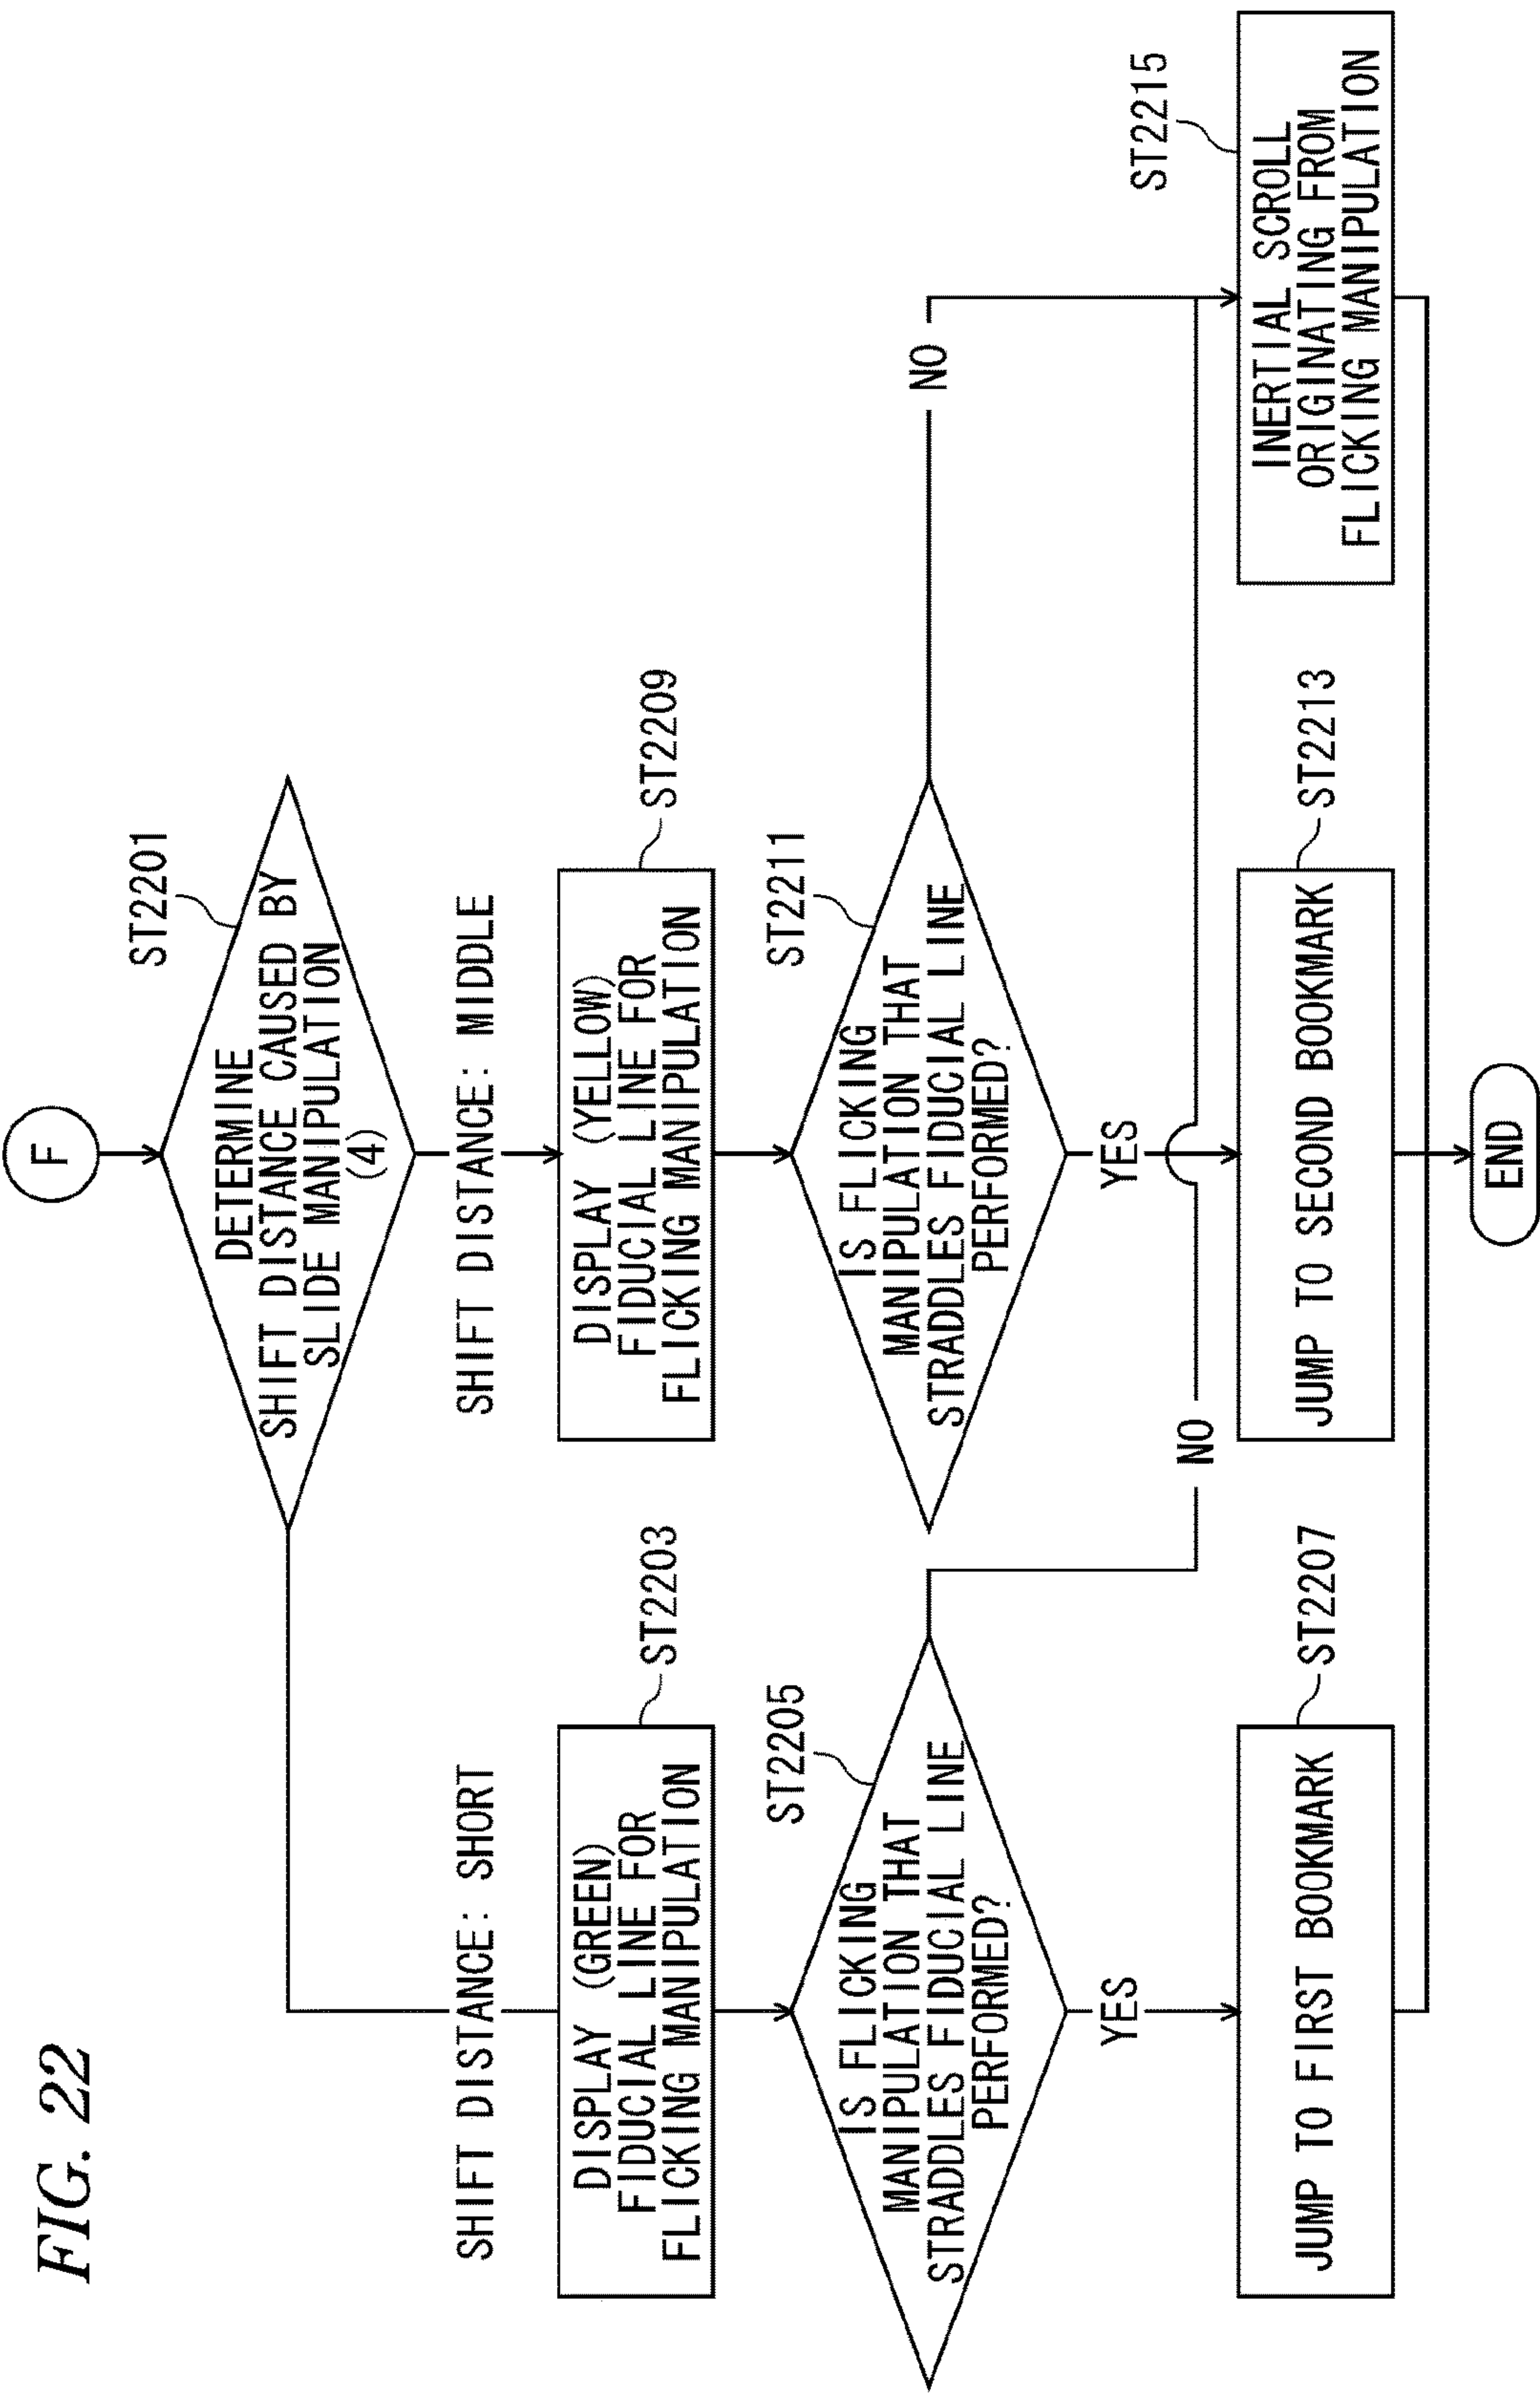 FIG. 22
F
ST2201
DETERMINE
SHIFT DISTANCE CAUSED BY
SLIDE MANIPULATION
(4)
SHIFT DISTANCE: SHORT
SHIFT DISTANCE: MIDDLE
ST2203
DISPLAY (GREEN)
FIDUCIAL LINE FOR
FLICKING MANIPULATION
ST2209
DISPLAY (YELLOW)
FIDUCIAL LINE FOR
FLICKING MANIPULATION
ST2205
IS FLICKING
MANIPULATION THAT
STRADDLES FIDUCIAL LINE
PERFORMED?
ST2211
IS FLICKING
MANIPULATION THAT
STRADDLES FIDUCIAL LINE
PERFORMED?
NO
YES
YES
NO
ST2207
JUMP TO FIRST BOOKMARK
ST2213
JUMP TO SECOND BOOKMARK
ST2215
INERTIAL SCROLL
ORIGINATING FROM
FLICKING MANIPULATION
END